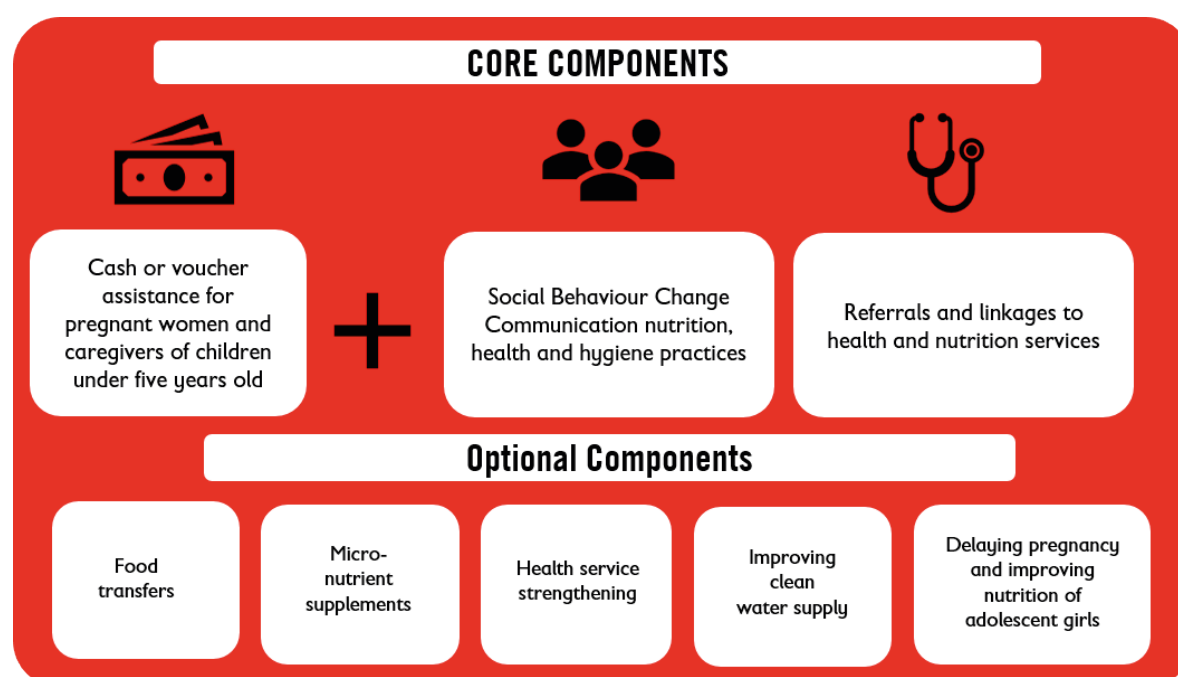 CORE COMPONENTS
Cash or voucher
assistance for
pregnant women and
caregivers of children
under five years old
Social Behaviour Change
Communication nutrition,
health and hygiene practices
Referrals and linkages to
health and nutrition services
Optional Components
Food
transfers
Micro-
nutrient
supplements
Health service
strengthening
Improving
clean
water supply
Delaying pregnancy
and improving
nutrition of
adolescent girls